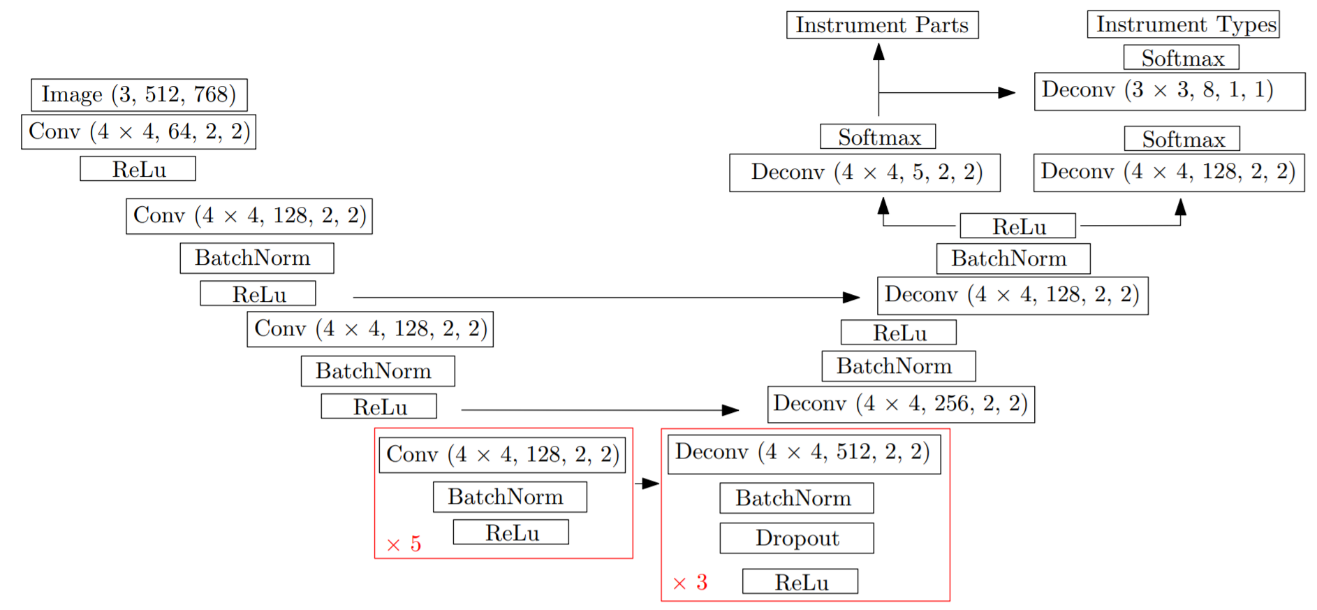 Image (3, 512, 768)
Conv (4 × 4, 64, 2, 2)
ReLu
Conv (4 × 4, 128, 2, 2)
BatchNorm
ReLu
Conv (4 × 4, 128, 2, 2)
BatchNorm
ReLu
Conv (4 × 4, 128, 2, 2)
BatchNorm
ReLu
× 5
Deconv (4 × 4, 512, 2, 2)
BatchNorm
Dropout
ReLu
× 3
Deconv (4 × 4, 256, 2, 2)
BatchNorm
ReLu
Deconv (4 × 4, 128, 2, 2)
BatchNorm
ReLu
Deconv (4 × 4, 5, 2, 2)
Softmax
Instrument Parts
Deconv (4 × 4, 128, 2, 2)
Softmax
Deconv (3 × 3, 8, 1, 1)
Softmax
Instrument Types